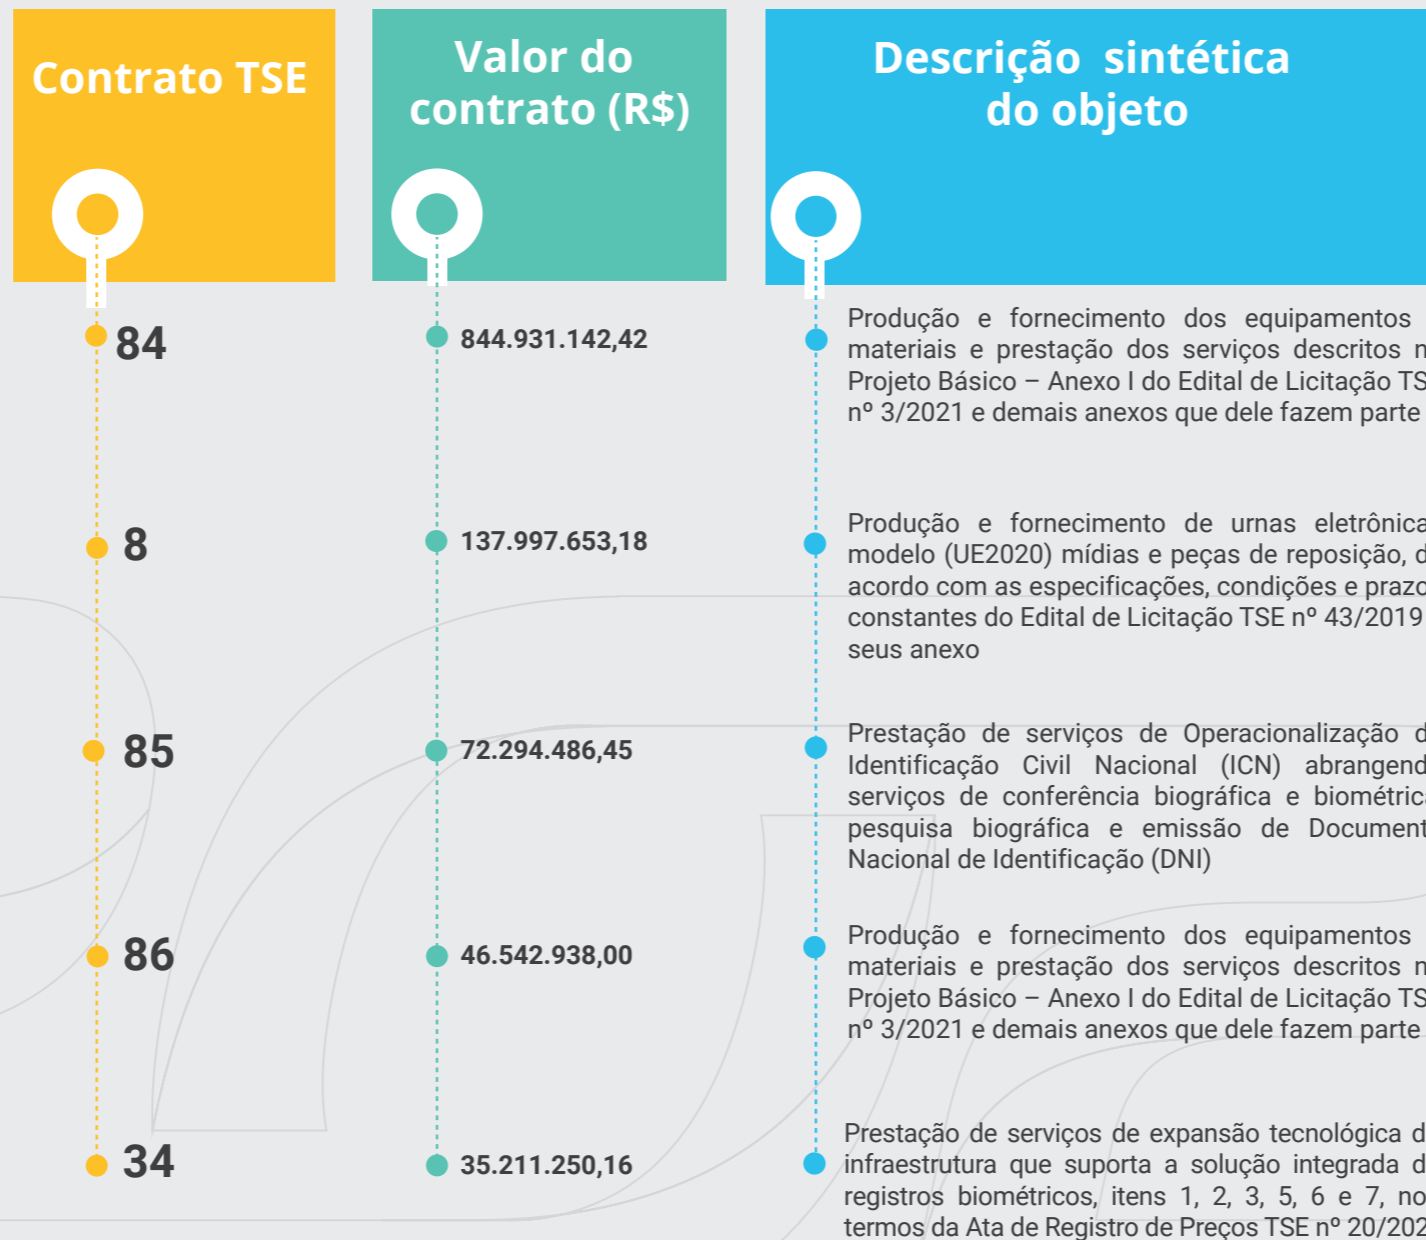 Contrato TSE
Valor do
contrato (R$)
Descrição sintética
do objeto
84
844.931.142,42
Produção e fornecimento dos equipamentos
materiais e prestação dos serviços descritos
Projeto Básico – Anexo I do Edital de Licitação
nº 3/2021 e demais anexos que dele fazem parte
8
137.997.653,18
Produção e fornecimento de urnas
modelo (UE2020) mídias e peças de reposição,
acordo com as especificações, condições e
constantes do Edital de Licitação TSE nº 43/2019
seus anexo
85
72.294.486,45
Prestação de serviços de Operacionalização
Identificação Civil Nacional (ICN)
serviços de conferência biográfica e
pesquisa biográfica e emissão de
Nacional de Identificação (DNI)
86
46.542.938,00
Produção e fornecimento dos equipamentos
materiais e prestação dos serviços descritos
Projeto Básico – Anexo I do Edital de Licitação
nº 3/2021 e demais anexos que dele fazem parte
34
35.211.250,16
Prestação de serviços de expansão tecnológica
infraestrutura que suporta a solução integrada
registros biométricos, itens 1, 2, 3, 5, 6 e 7,
termos da Ata de Registro de Preços TSE nº